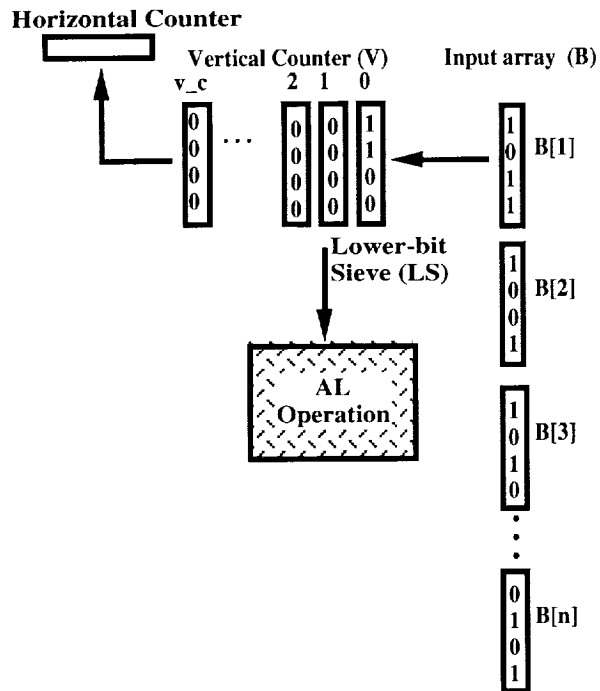 Horizontal Counter
Vertical Counter (V)
Input array (B)
v_c
2 1 0
0
0
0
0
...
0
0
0
0
0
0
0
0
1
1
0
0
1
0
1
1
B[1]
Lower-bit
Sieve (LS)
1
0
0
1
B[2]
AL
Operation
1
0
1
0
B[3]
0
1
0
1
B[n]